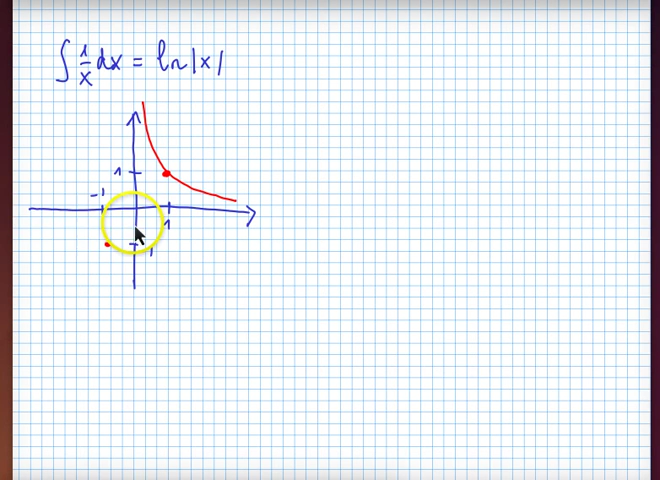 ∫ 1/x dx = ln|x|
1
-1
1
-1